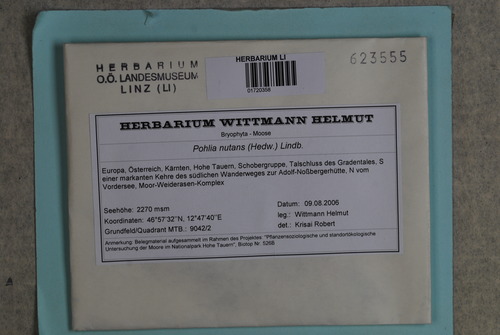 HERBARIUM
O.Ö. LANDESMUSEUM
LINZ (LI)
HERBARIUM LI
01720358
623555
HERBARIUM WITTMANN HELMUT
Bryophyta - Moose
Pohlia nutans (Hedw.) Lindb.
Europa, Österreich, Kärnten, Hohe Tauern, Schobergruppe, Talschluss des Gradentales, S
einer markanten Kehre des südlichen Wanderweges zur Adolf-Noßbergerhütte, N vom
Vordersee, Moor-Weiderasen-Komplex
Seehöhe: 2270 msm
Datum: 09.08.2006
Koordinaten: 46°57'32''N, 12°47'40''E
leg.: Wittmann Helmut
Grundfeld/Quadrant MTB.: 9042/2
det.: Krisai Robert
Anmerkung: Belegmaterial aufgesammelt im Rahmen des Projektes: "Pflanzensoziologische und standortökologische
Untersuchung der Moore im Nationalpark Hohe Tauern", Biotop Nr. 526B